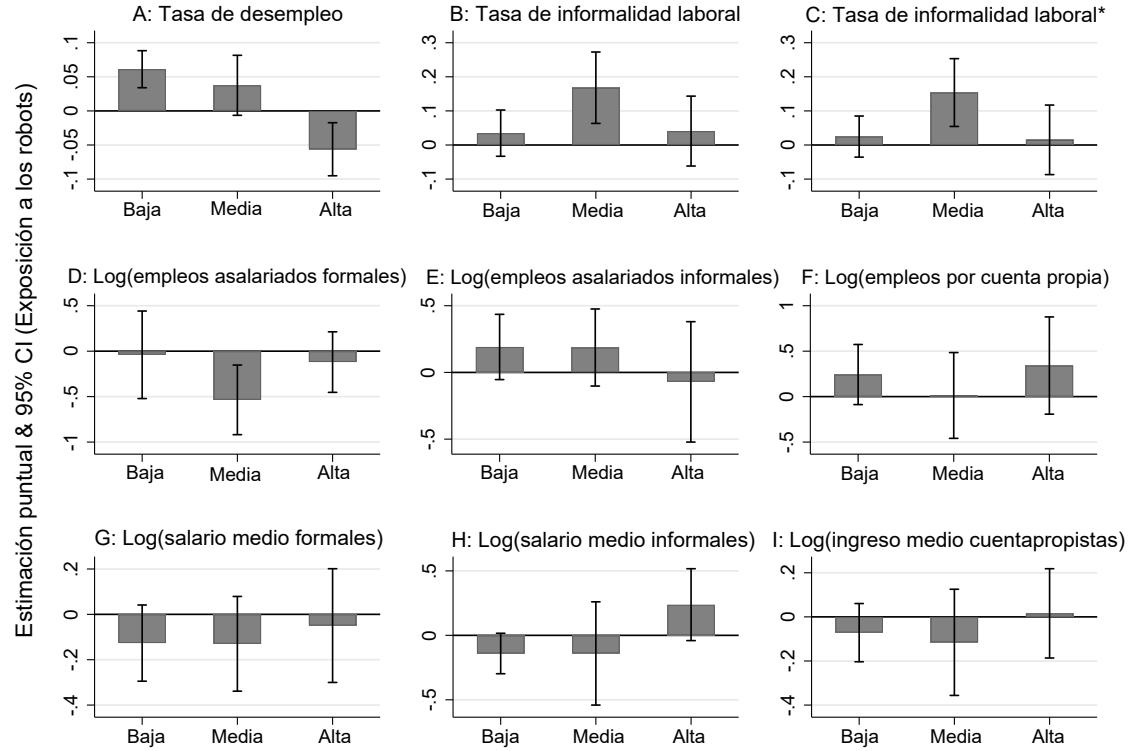 Estimación puntual & 95% CI (Exposición a los robots)
A: Tasa de desempleo
.1
.05
0
-.05
-.1
Baja Media Alta
B: Tasa de informalidad laboral
.3
.2
.1
0
-.1
Baja Media Alta
C: Tasa de informalidad laboral*
.3
.2
.1
0
-.1
Baja Media Alta
D: Log(empleos asalariados formales)
.5
0
-.5
-1
Baja Media Alta
E: Log(empleos asalariados informales)
.5
0
-.5
Baja Media Alta
F: Log(empleos por cuenta propia)
1
.5
0
-.5
Baja Media Alta
G: Log(salario medio formales)
.2
0
-.2
-.4
Baja Media Alta
H: Log(salario medio informales)
.5
0
-.5
Baja Media Alta
I: Log(ingreso medio cuentapropistas)
.2
0
-.2
-.4
Baja Media Alta